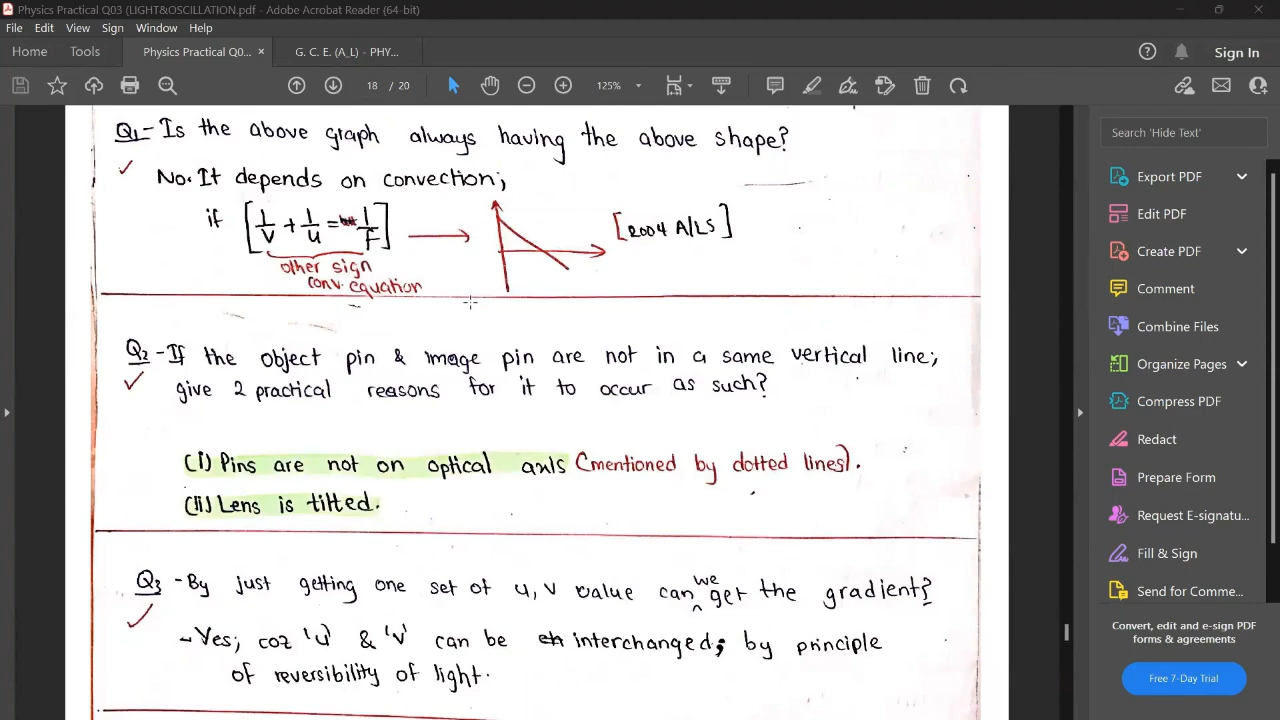 Physics Practical Q03 (LIGHT&OSCILLATION.pdf - Adobe Acrobat Reader (64-bit)
File Edit View Sign Window Help
Home Tools Physics Practical Q0... × G. C. E. (A_L) - PHY... Sign In
18 / 20 125%
Q1 - Is the above graph always having the above shape?
No. It depends on convection;
if [1/v + 1/u = 1/F] → [2004 A/LS]
other sign
conv. equation
Q2 - If the object pin & image pin are not in a same vertical line;
give 2 practical reasons for it to occur as such?
(i) Pins are not on optical axis (mentioned by dotted lines).
(ii) Lens is tilted.
Q3 - By just getting one set of u, v value can we get the gradient?
- Yes; coz 'u' & 'v' can be interchanged; by principle
of reversibility of light.
Search 'Hide Text'
Export PDF
Edit PDF
Create PDF
Comment
Combine Files
Organize Pages
Compress PDF
Redact
Prepare Form
Request E-signatu...
Fill & Sign
Send for Comme...
Convert, edit and e-sign PDF
forms & agreements
Free 7-Day Trial